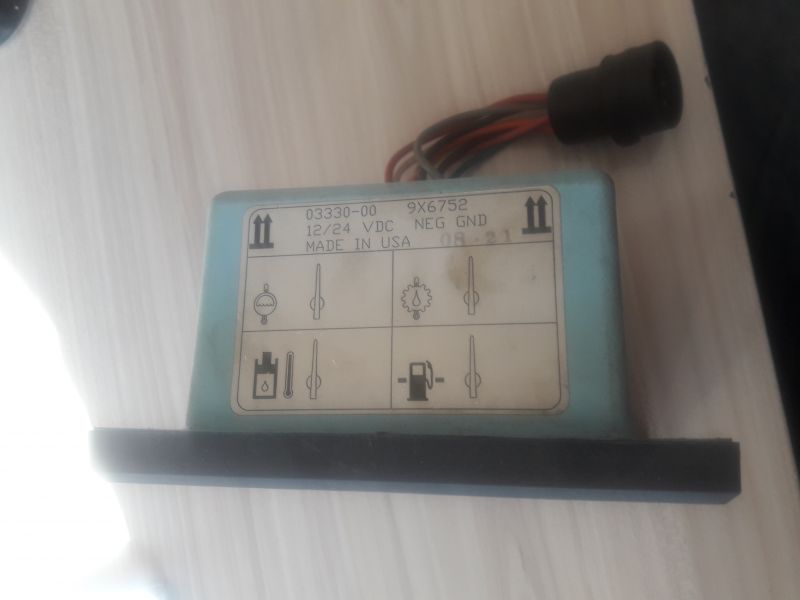 03330-00 9X6752
12/24 VDC NEG GND
MADE IN USA 08 21